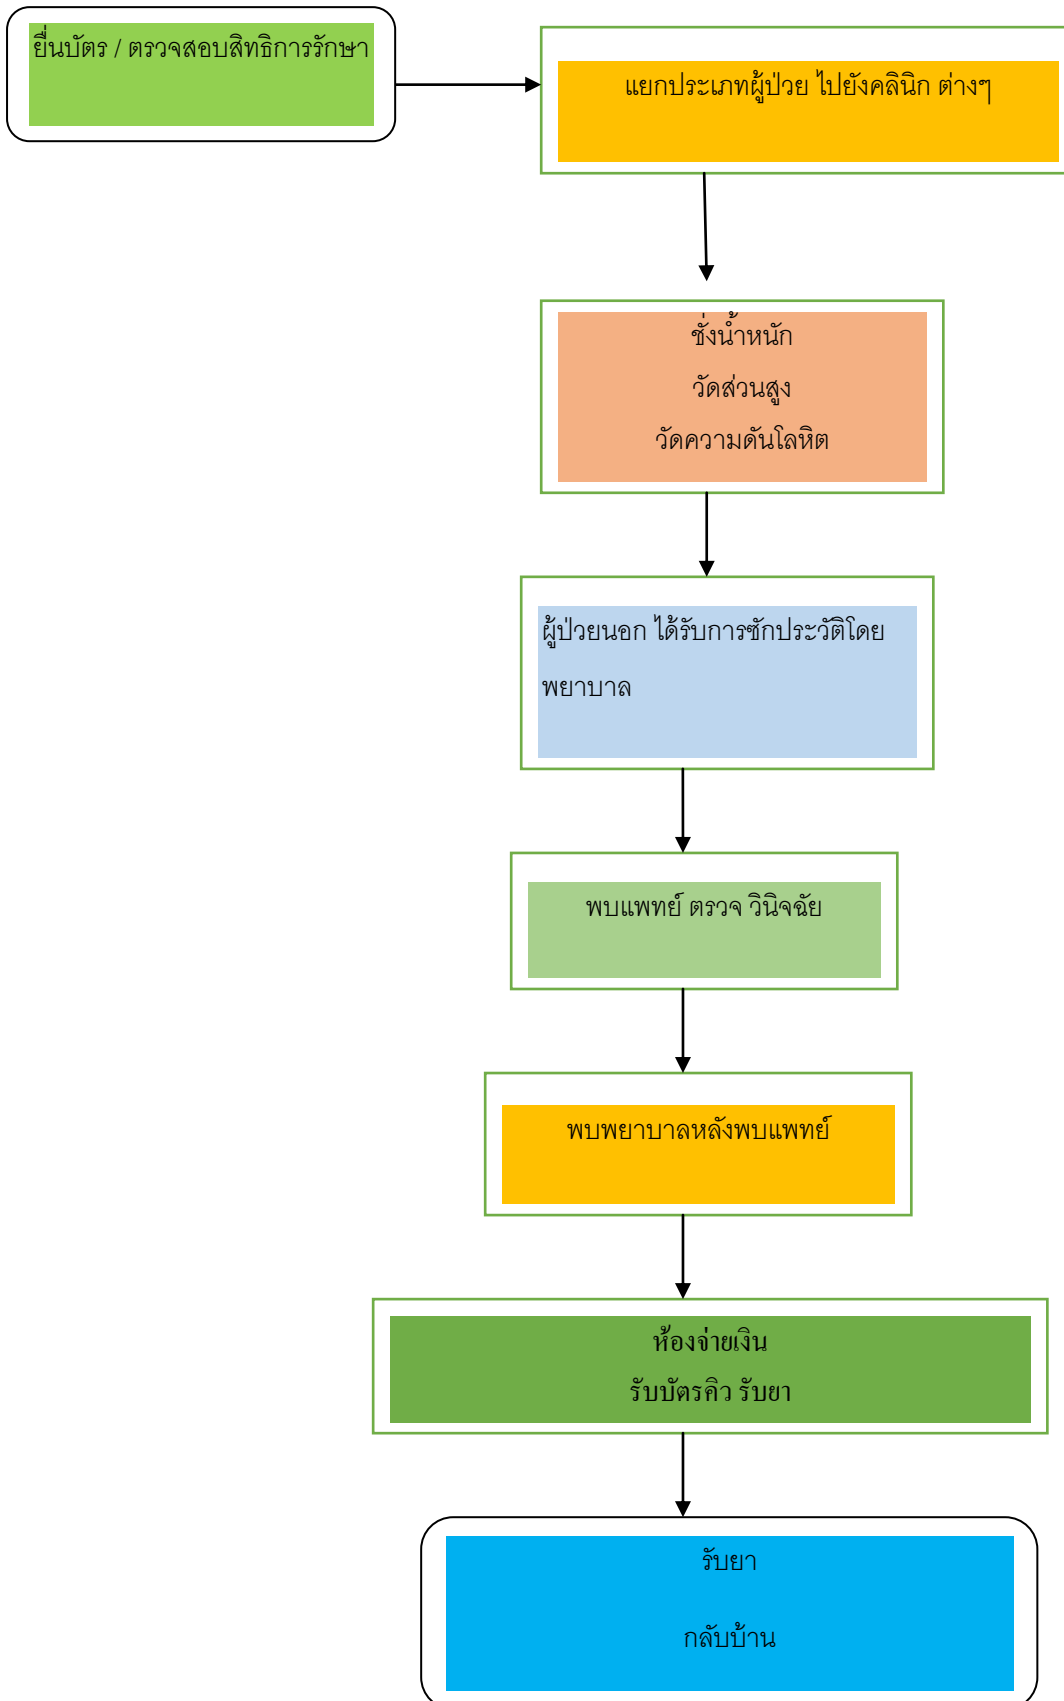 ยื่นบัตร / ตรวจสอบสิทธิการรักษา
แยกประเภทผู้ป่วย ไปยังคลินิก ต่างๆ
ชั่งน้ำหนัก
วัดส่วนสูง
วัดความดันโลหิต
ผู้ป่วยนอก ได้รับการซักประวัติโดย
พยาบาล
พบแพทย์ ตรวจ วินิจฉัย
พบพยาบาลหลังพบแพทย์
ห้องจ่ายเงิน
รับบัตรคิว รับยา
รับยา
กลับบ้าน